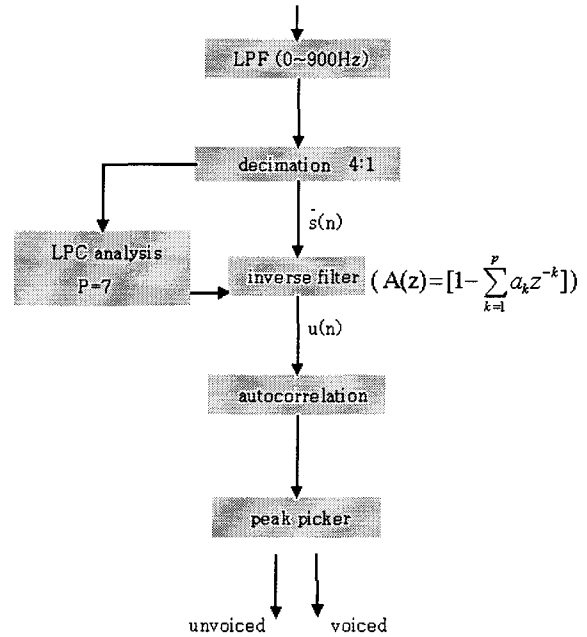 LPF (0~900Hz)
decimation 4:1
s̄(n)
LPC analysis
P=7
inverse filter
( A(z)=[1-∑_{k=1}^{p} a_k z^{-k}])
u(n)
autocorrelation
peak picker
unvoiced voiced